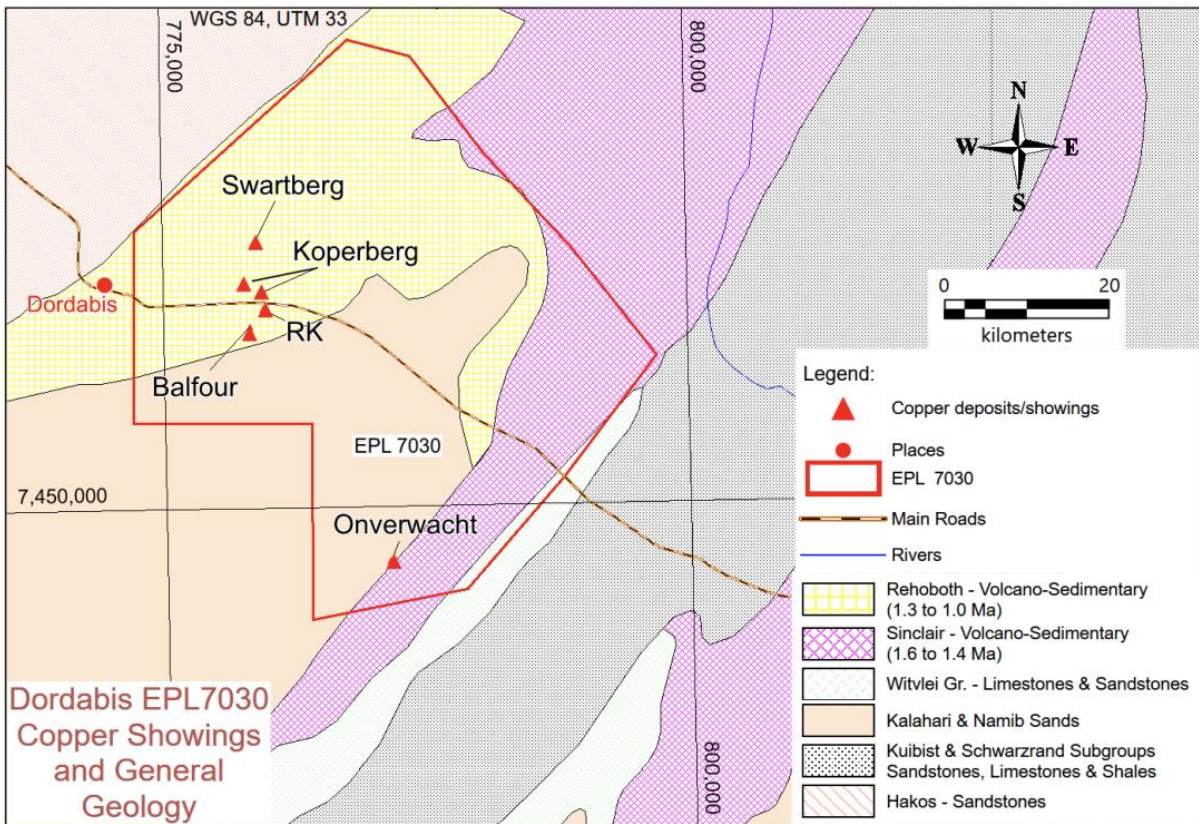 WGS 84, UTM 33
775,000
800,000
N
W
E
S
Swartberg
Koperberg
Dordabis
RK
Balfour
EPL 7030
7,450,000
Onverwacht
800,000
0
20
kilometers
Legend:
Copper deposits/showings
Places
EPL 7030
Main Roads
Rivers
Rehoboth - Volcano-Sedimentary
(1.3 to 1.0 Ma)
Sinclair - Volcano-Sedimentary
(1.6 to 1.4 Ma)
Witvlei Gr. - Limestones & Sandstones
Kalahari & Namib Sands
Kuibist & Schwarzrand Subgroups
Sandstones, Limestones & Shales
Hakos - Sandstones
Dordabis EPL7030
Copper Showings
and General
Geology